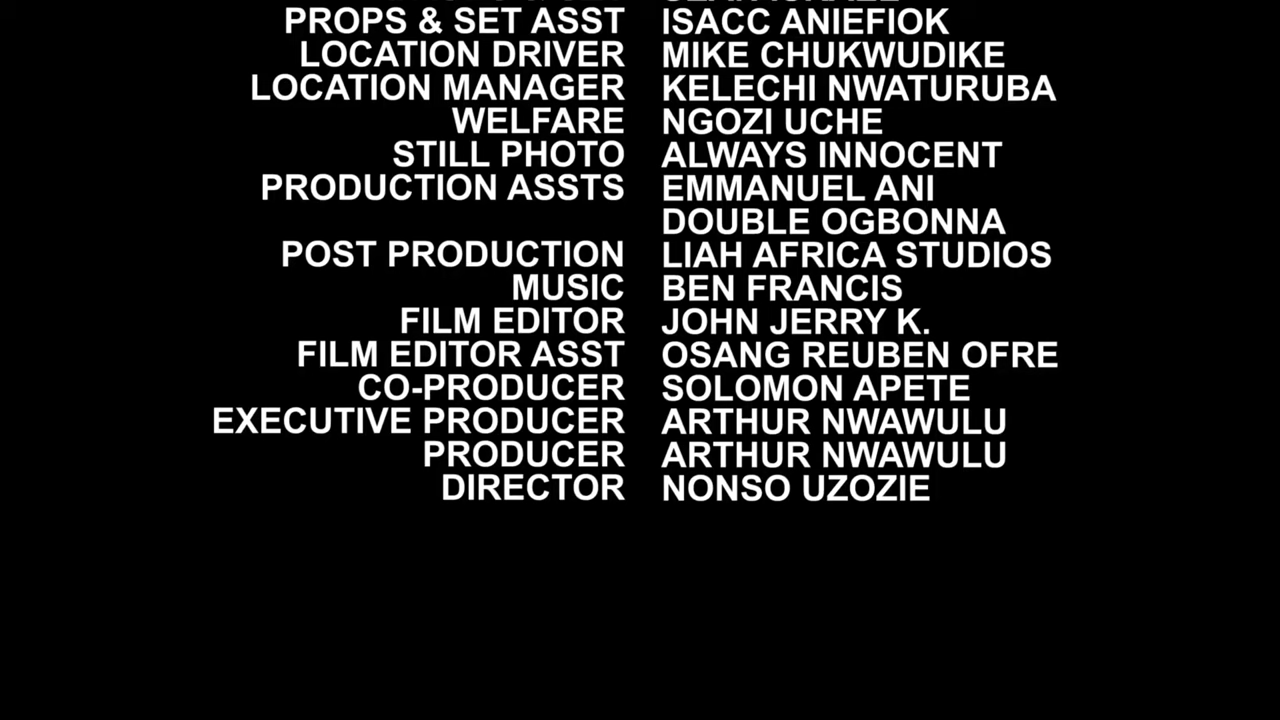 PROPS & SET ASST ISACC ANIEFIOK
LOCATION DRIVER MIKE CHUKWUDIKE
LOCATION MANAGER KELECHI NWATURUBA
WELFARE NGOZI UCHE
STILL PHOTO ALWAYS INNOCENT
PRODUCTION ASSTS EMMANUEL ANI
DOUBLE OGBONNA
POST PRODUCTION LIAH AFRICA STUDIOS
MUSIC BEN FRANCIS
FILM EDITOR JOHN JERRY K.
FILM EDITOR ASST OSANG REUBEN OFRE
CO-PRODUCER SOLOMON APETE
EXECUTIVE PRODUCER ARTHUR NWAWULU
PRODUCER ARTHUR NWAWULU
DIRECTOR NONSO UZOZIE